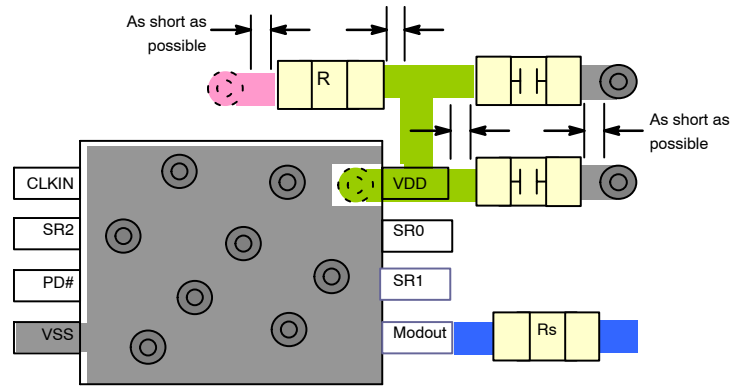 As short as
possible
R
As short as
possible
CLKIN
VDD
SR2
SR0
PD#
SR1
VSS
Modout
Rs